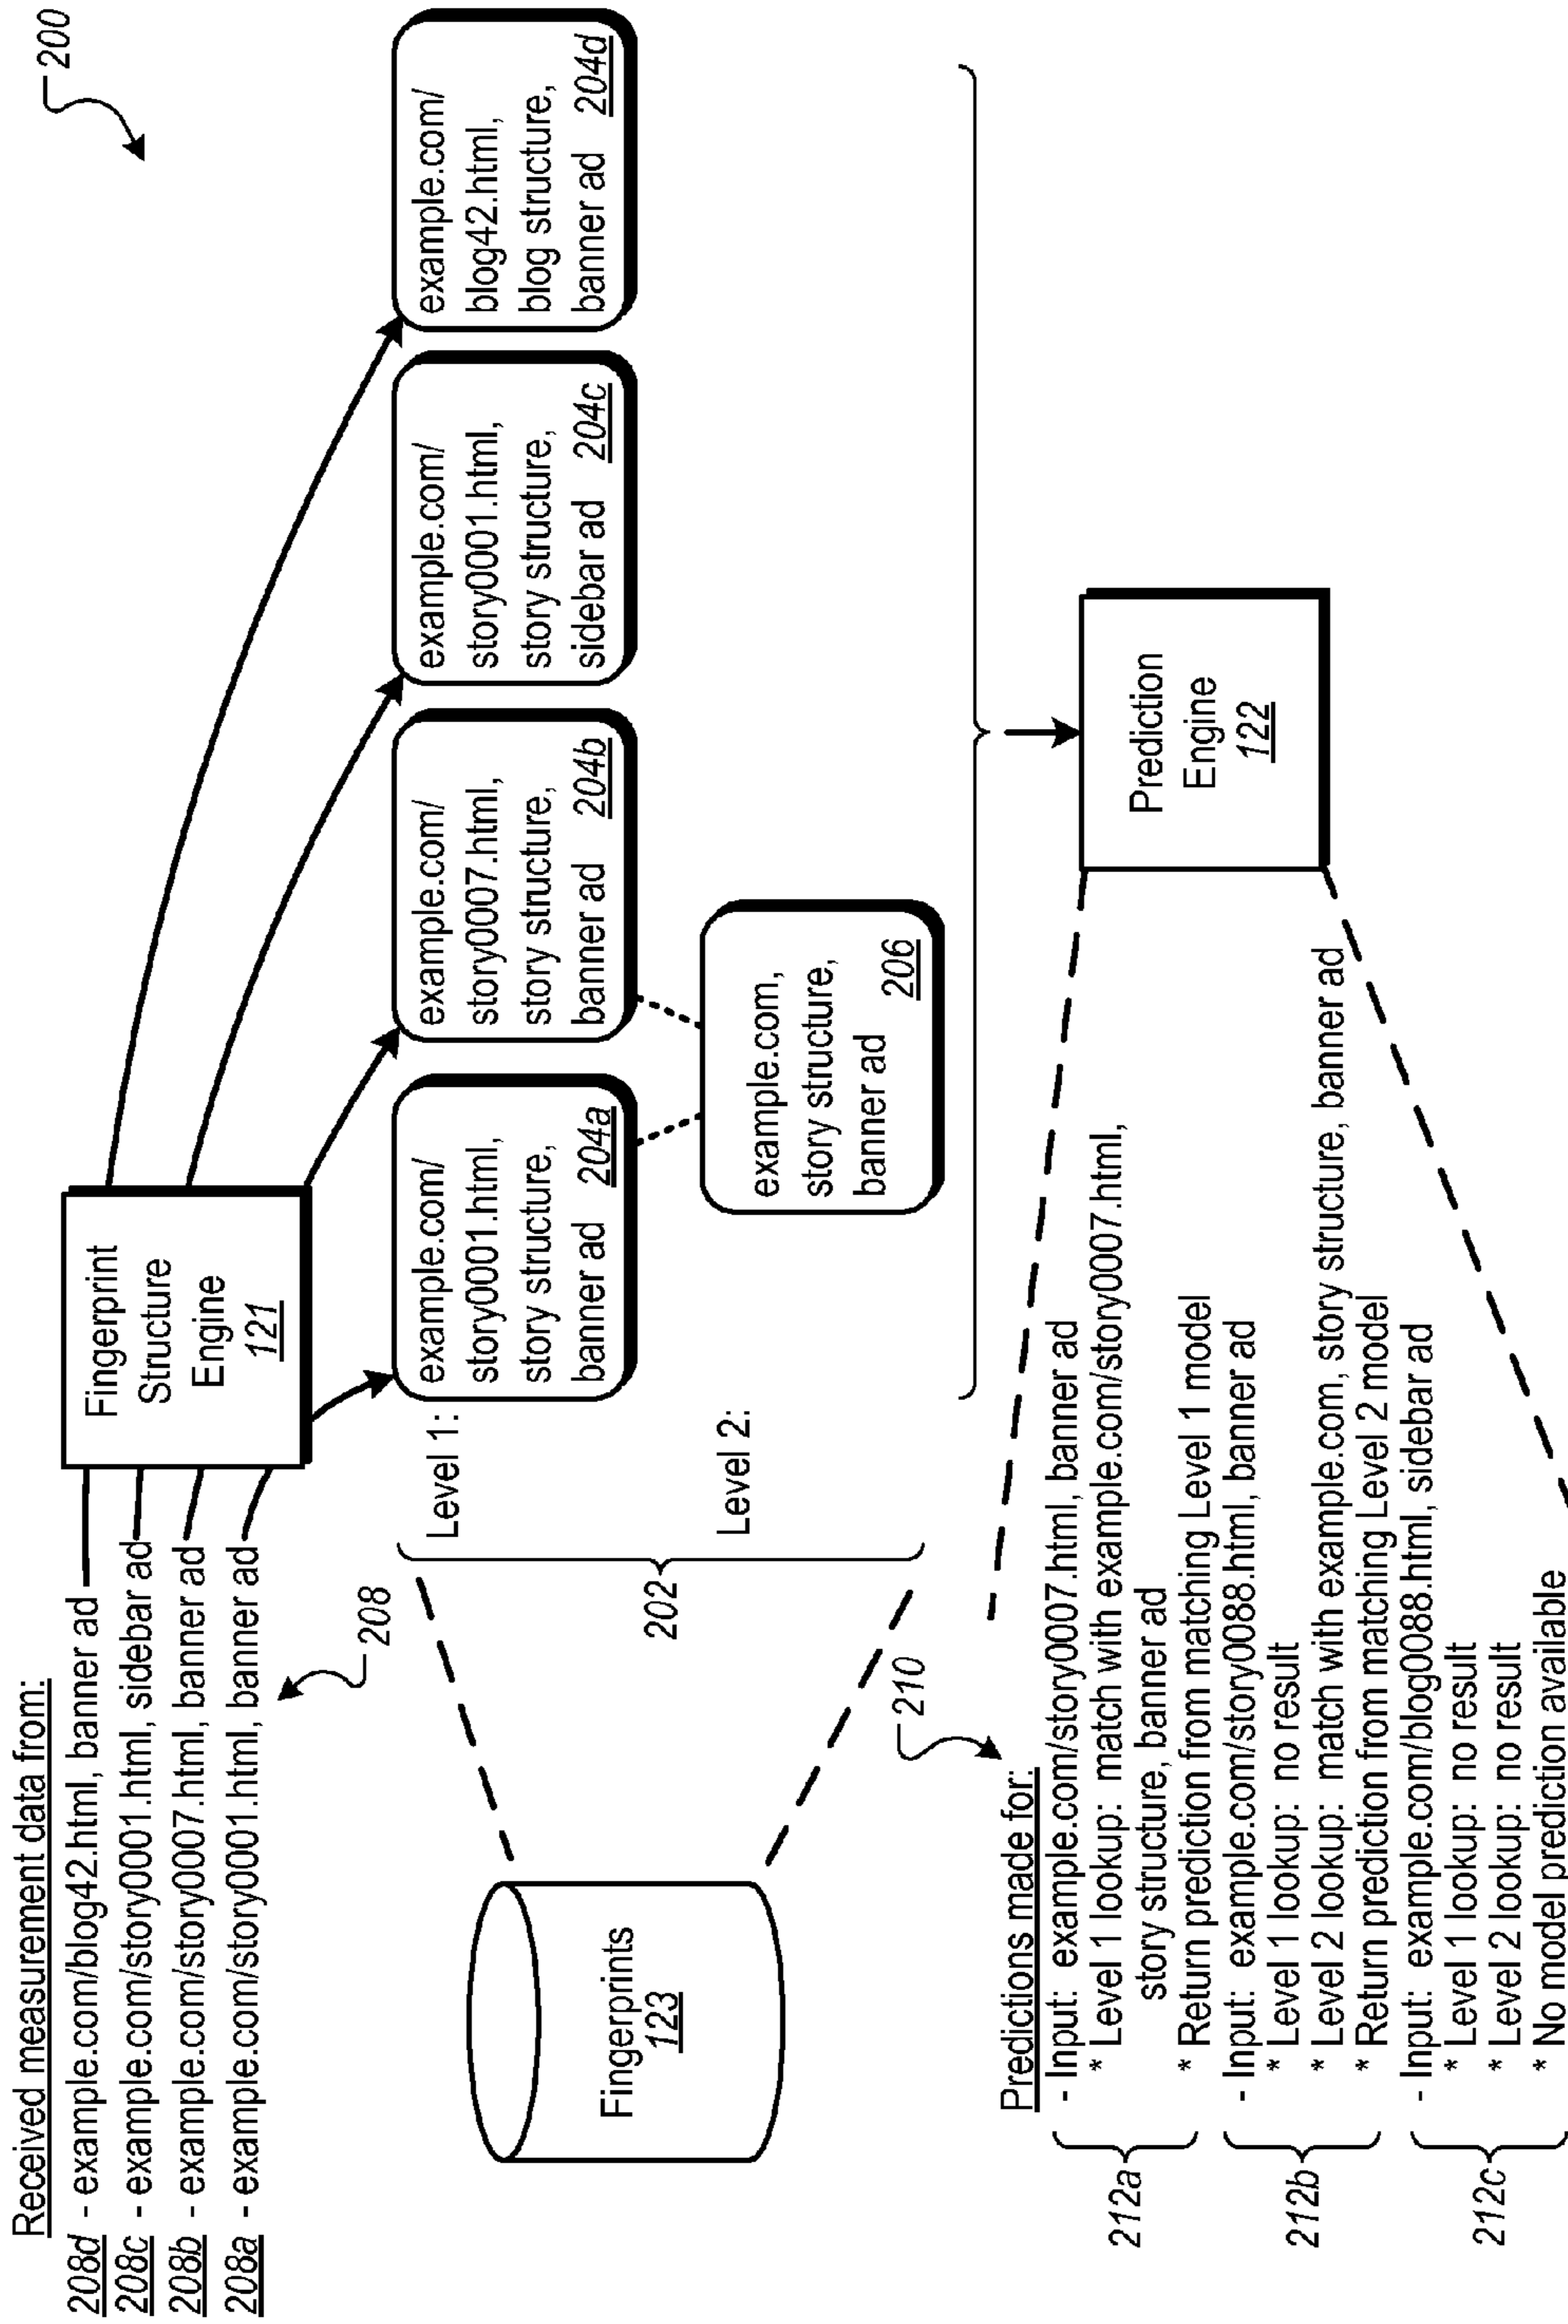 200
Received measurement data from:
208d - example.com/blog42.html, banner ad
208c - example.com/story0001.html, sidebar ad
208b - example.com/story0007.html, banner ad
208a - example.com/story0001.html, banner ad
208
Fingerprint
Structure
Engine
121
Level 1:
example.com/
story0001.html,
story structure,
banner ad 204a
example.com/
story0007.html,
story structure,
banner ad 204b
example.com/
story0001.html,
story structure,
sidebar ad 204c
example.com/
blog42.html,
blog structure,
banner ad 204d
Level 2:
example.com,
story structure,
banner ad 206
202
Fingerprints
123
210
Prediction
Engine
122
Predictions made for:
212a
- Input: example.com/story0007.html, banner ad
* Level 1 lookup: match with example.com/story0007.html,
story structure, banner ad
* Return prediction from matching Level 1 model
212b
- Input: example.com/story0088.html, banner ad
* Level 1 lookup: no result
* Level 2 lookup: match with example.com, story structure, banner ad
* Return prediction from matching Level 2 model
212c
- Input: example.com/blog0088.html, sidebar ad
* Level 1 lookup: no result
* Level 2 lookup: no result
* No model prediction available